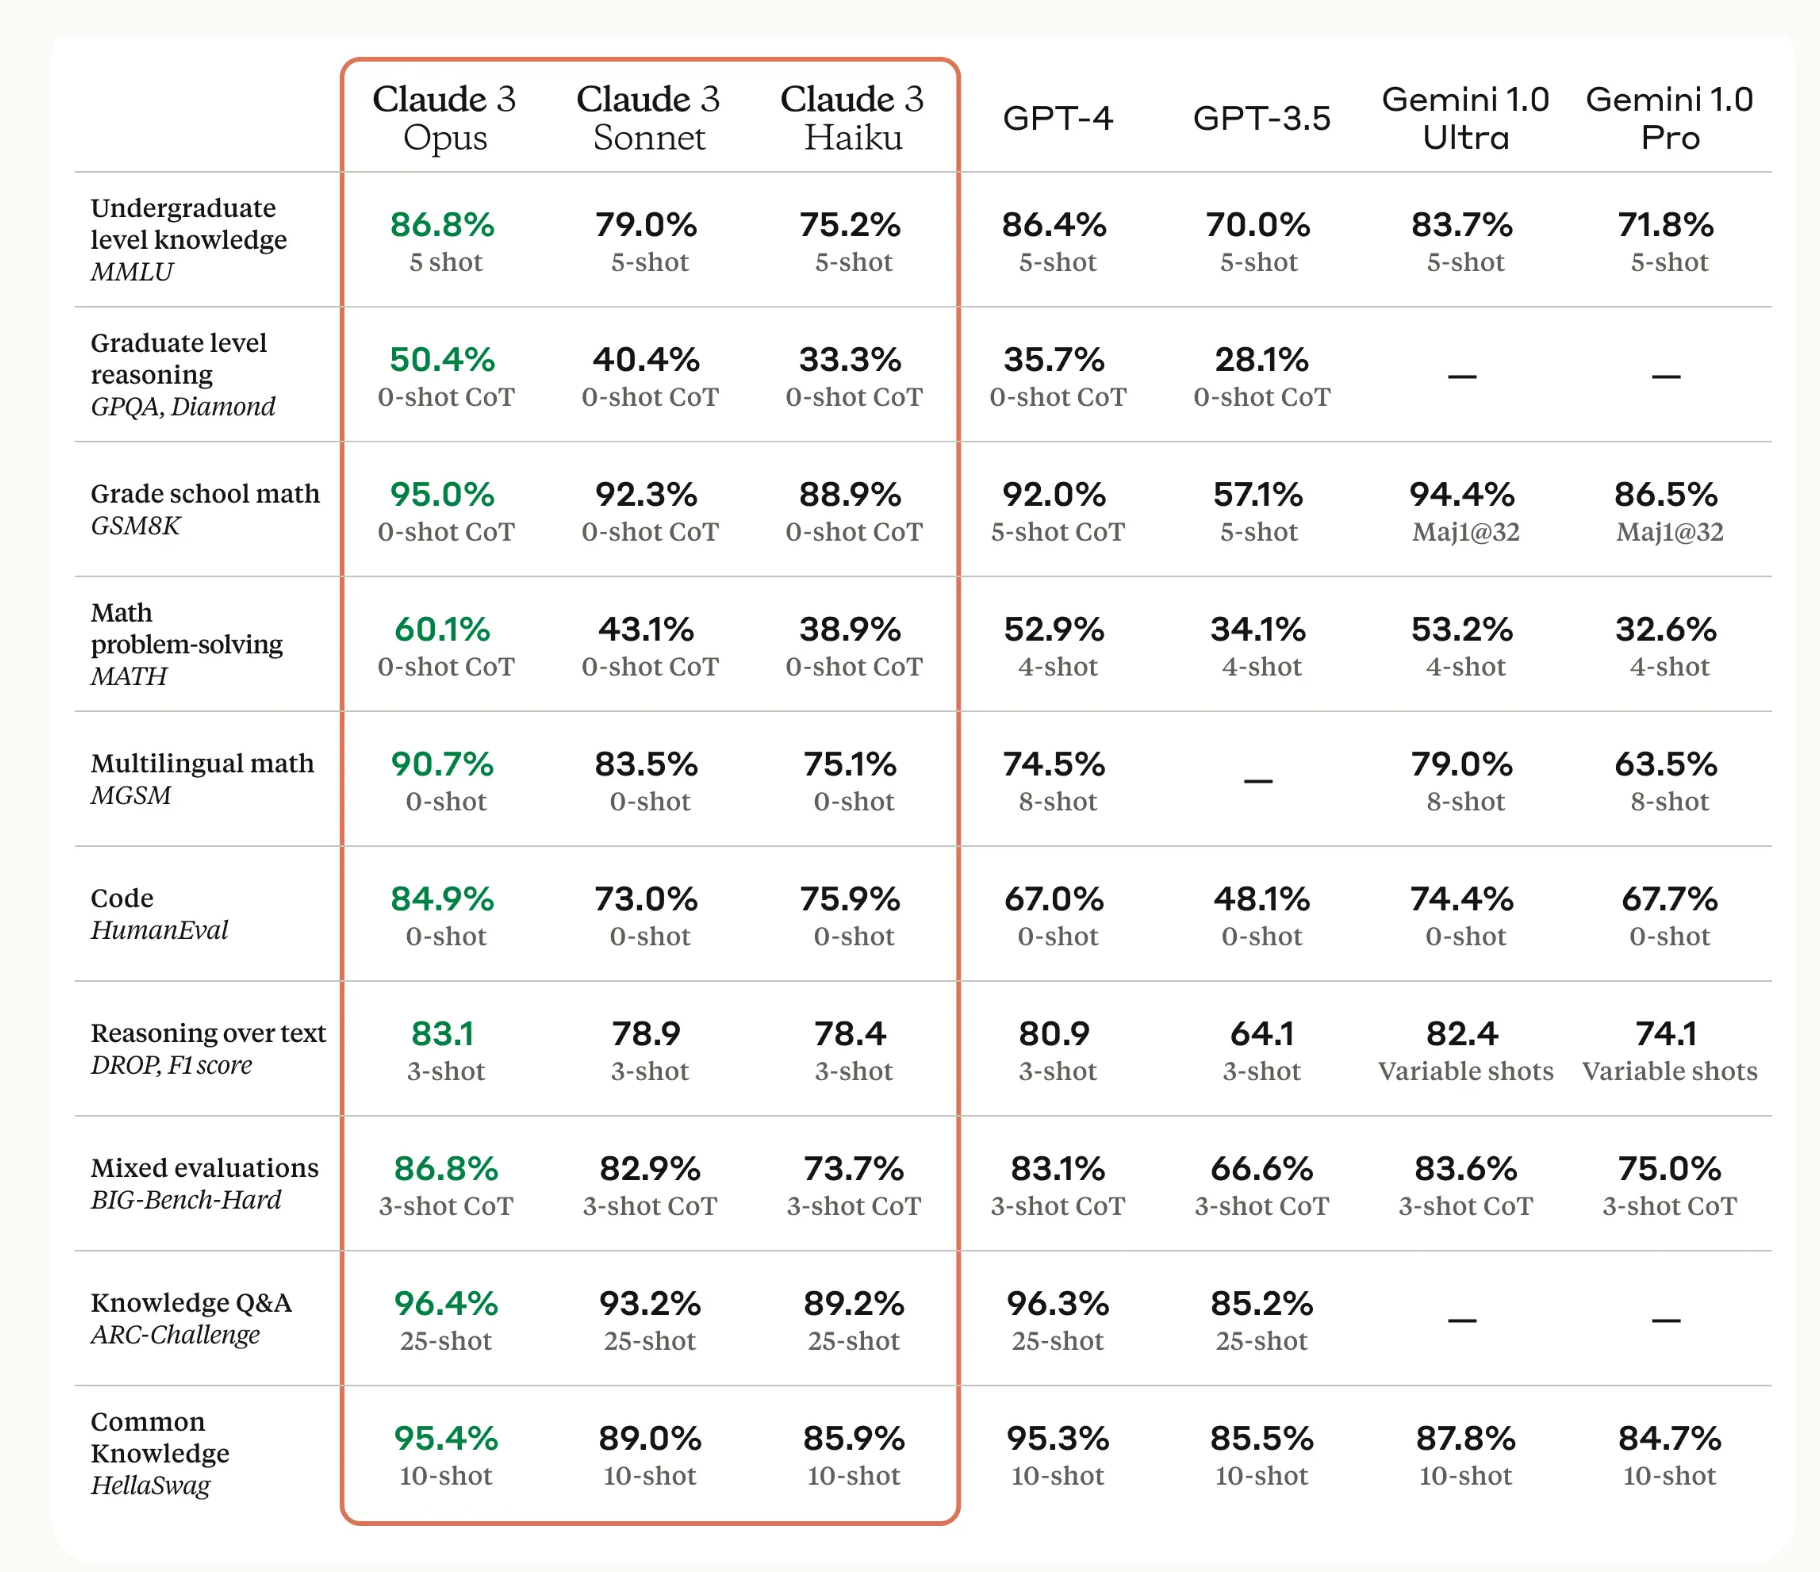 Claude 3 Opus Claude 3 Sonnet Claude 3 Haiku GPT-4 GPT-3.5 Gemini 1.0 Ultra Gemini 1.0 Pro
Undergraduate
level knowledge
MMLU
86.8% 79.0% 75.2% 86.4% 70.0% 83.7% 71.8%
5 shot 5-shot 5-shot 5-shot 5-shot 5-shot 5-shot
Graduate level
reasoning
GPQA, Diamond
50.4% 40.4% 33.3% 35.7% 28.1% — —
0-shot CoT 0-shot CoT 0-shot CoT 0-shot CoT 0-shot CoT
Grade school math
GSM8K
95.0% 92.3% 88.9% 92.0% 57.1% 94.4% 86.5%
0-shot CoT 0-shot CoT 0-shot CoT 5-shot CoT 5-shot Maj1@32 Maj1@32
Math
problem-solving
MATH
60.1% 43.1% 38.9% 52.9% 34.1% 53.2% 32.6%
0-shot CoT 0-shot CoT 0-shot CoT 4-shot 4-shot 4-shot 4-shot
Multilingual math
MGSM
90.7% 83.5% 75.1% 74.5% — 79.0% 63.5%
0-shot 0-shot 0-shot 8-shot 8-shot 8-shot
Code
HumanEval
84.9% 73.0% 75.9% 67.0% 48.1% 74.4% 67.7%
0-shot 0-shot 0-shot 0-shot 0-shot 0-shot 0-shot
Reasoning over text
DROP, F1 score
83.1 78.9 78.4 80.9 64.1 82.4 74.1
3-shot 3-shot 3-shot 3-shot 3-shot Variable shots Variable shots
Mixed evaluations
BIG-Bench-Hard
86.8% 82.9% 73.7% 83.1% 66.6% 83.6% 75.0%
3-shot CoT 3-shot CoT 3-shot CoT 3-shot CoT 3-shot CoT 3-shot CoT 3-shot CoT
Knowledge Q&A
ARC-Challenge
96.4% 93.2% 89.2% 96.3% 85.2% — —
25-shot 25-shot 25-shot 25-shot 25-shot
Common
Knowledge
HellaSwag
95.4% 89.0% 85.9% 95.3% 85.5% 87.8% 84.7%
10-shot 10-shot 10-shot 10-shot 10-shot 10-shot 10-shot